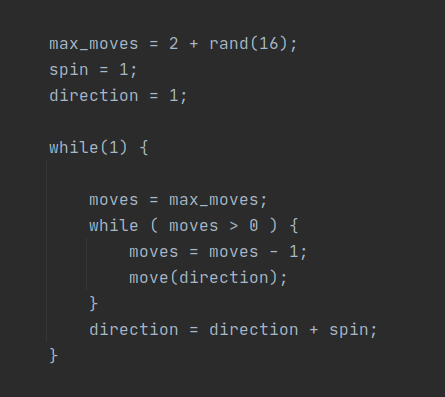 max_moves = 2 + rand(16);
spin = 1;
direction = 1;

while(1) {

    moves = max_moves;
    while ( moves > 0 ) {
        moves = moves - 1;
        move(direction);
    }
    direction = direction + spin;
}